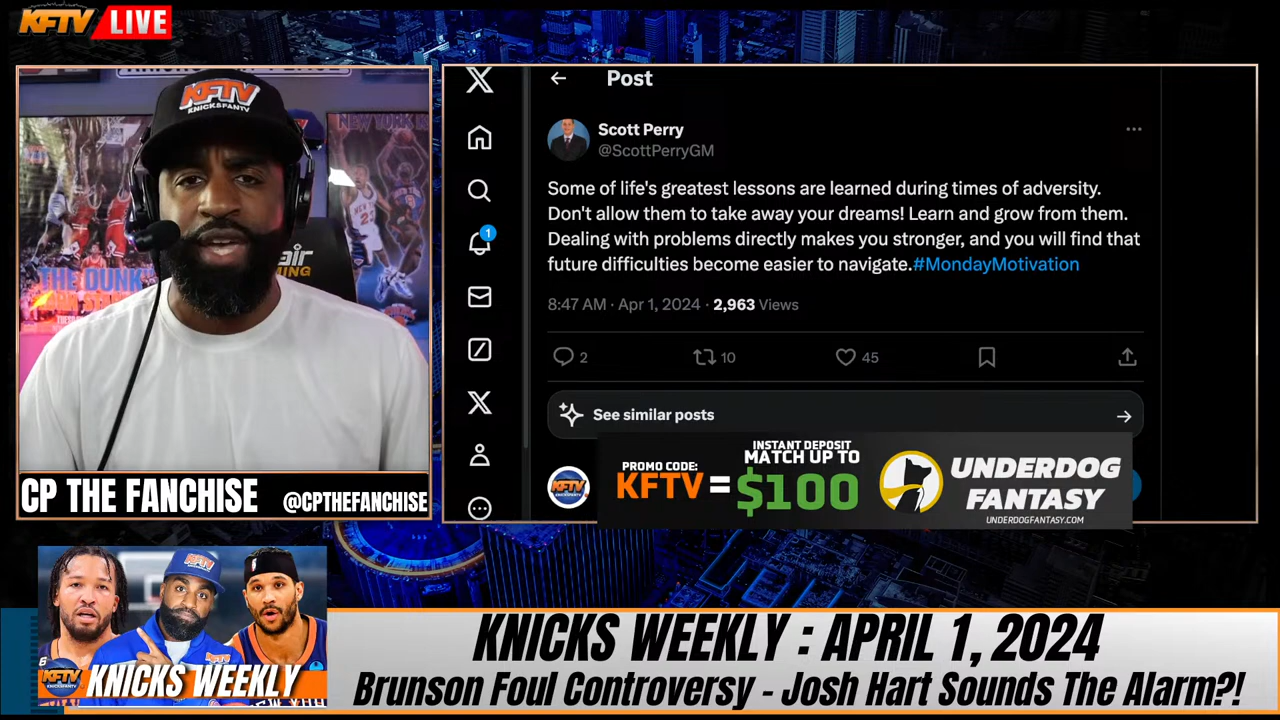 KFTV LIVE
KFTV
KNICKS FAN TV
NEW YORK K
THE DUNK
CP THE FANCHISE @CPTHEFANCHISE
Post
Scott Perry
@ScottPerryGM
Some of life's greatest lessons are learned during times of adversity.
Don't allow them to take away your dreams! Learn and grow from them.
Dealing with problems directly makes you stronger, and you will find that
future difficulties become easier to navigate.#MondayMotivation
8:47 AM · Apr 1, 2024 · 2,963 Views
2 10 45
1
See similar posts
PROMO CODE:
KFTV=
INSTANT DEPOSIT
MATCH UP TO
$100
UNDERDOG
FANTASY
UNDERDOGFANTASY.COM
KFTV
KNICKS WEEKLY
KNICKS WEEKLY : APRIL 1, 2024
Brunson Foul Controversy - Josh Hart Sounds The Alarm?!